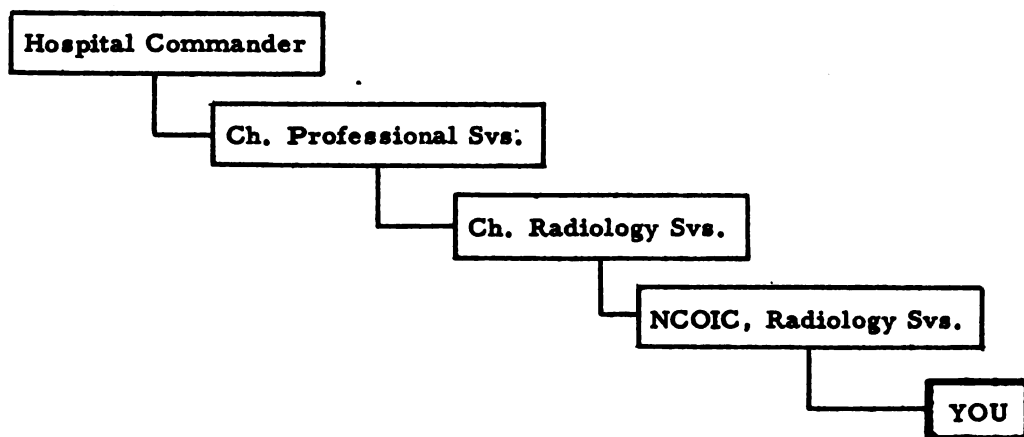 Hospital Commander
Ch. Professional Svs.
Ch. Radiology Svs.
NCOIC, Radiology Svs.
YOU